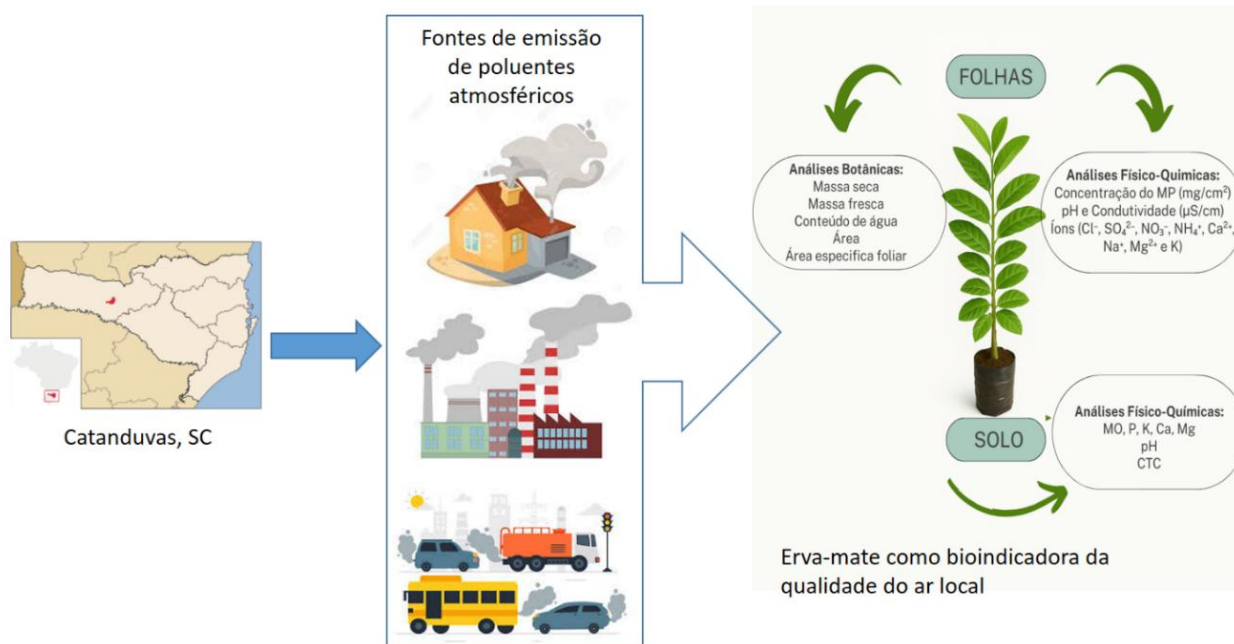 Catanduvas, SC
Fontes de emissão
de poluentes
atmosféricos
FOLHAS
Análises Botânicas:
Massa seca
Massa fresca
Conteúdo de água
Área
Área especifica foliar
Análises Físico-Quimicas:
Concentração do MP (mg/cm²)
pH e Condutividade (µS/cm)
Íons (Cl⁻, SO₄²⁻, NO₃⁻, NH₄⁺, Ca²⁺,
Na⁺, Mg²⁺ e K)
SOLO
Análises Físico-Químicas:
MO, P, K, Ca, Mg
pH
CTC
Erva-mate como bioindicadora da
qualidade do ar local